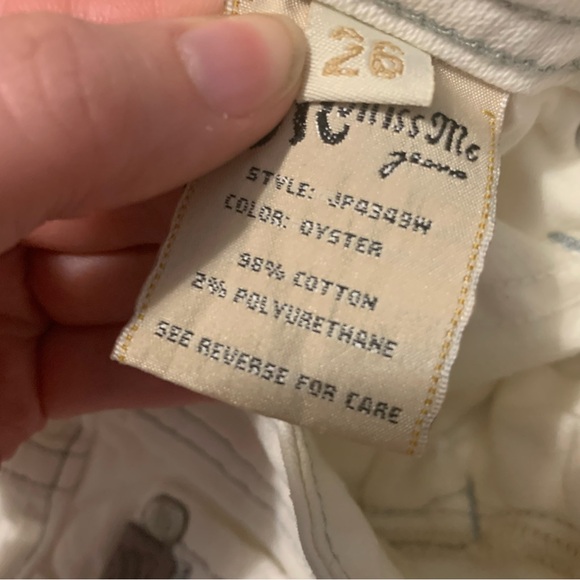 26
Miss Me
jeans
STYLE: JP4349W
COLOR: OYSTER
98% COTTON
2% POLYURETHANE
SEE REVERSE FOR CARE